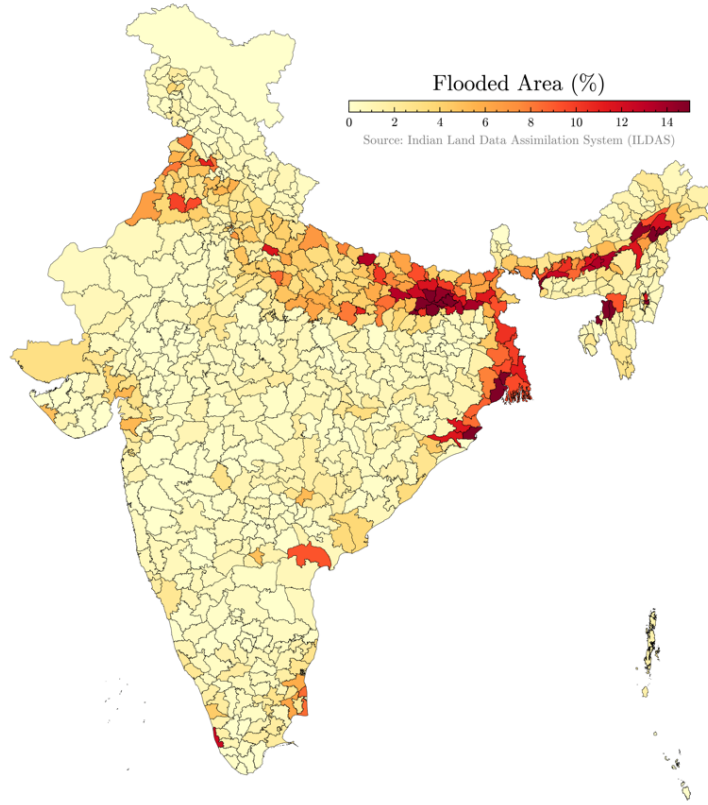 Flooded Area (%)
0 2 4 6 8 10 12 14
Source: Indian Land Data Assimilation System (ILDAS)